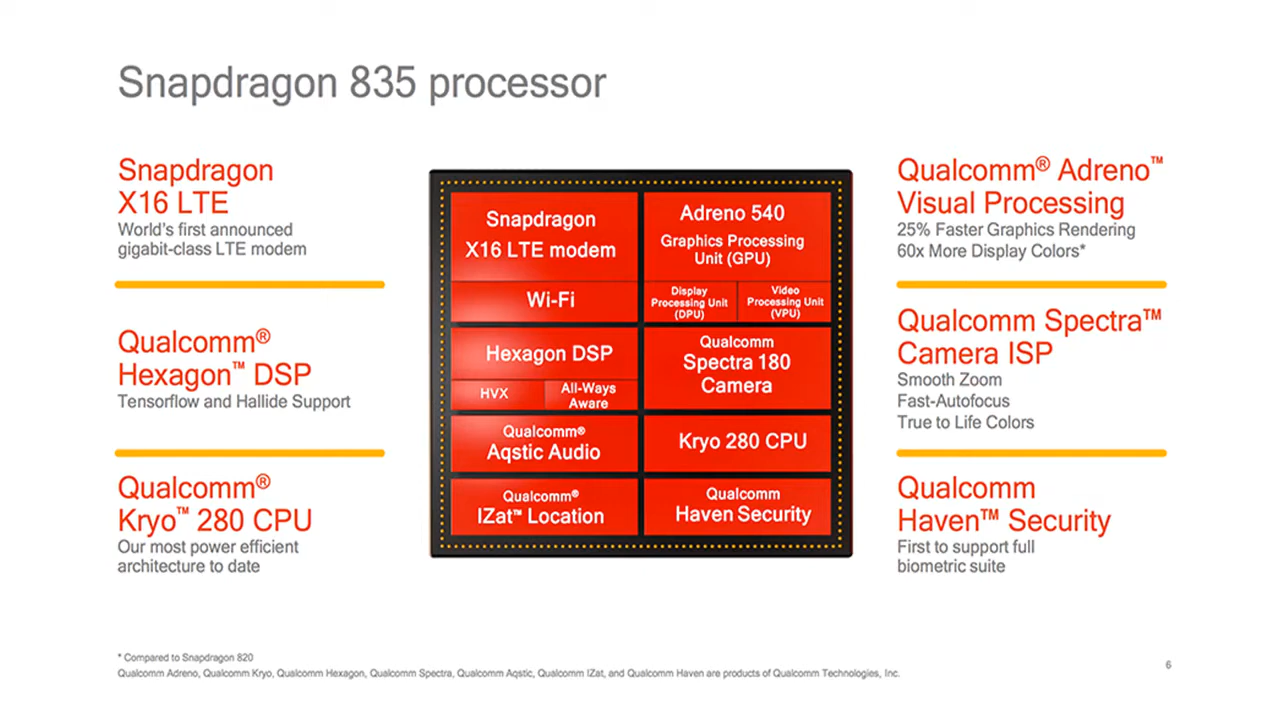 Snapdragon 835 processor
Snapdragon
X16 LTE
World's first announced
gigabit-class LTE modem
Qualcomm®
Hexagon™ DSP
Tensorflow and Hallide Support
Qualcomm®
Kryo™ 280 CPU
Our most power efficient
architecture to date
Snapdragon
X16 LTE modem
Wi-Fi
Hexagon DSP
HVX
All-Ways
Aware
Qualcomm®
Aqstic Audio
Qualcomm®
IZat™ Location
Adreno 540
Graphics Processing
Unit (GPU)
Display
Processing Unit
(DPU)
Video
Processing Unit
(VPU)
Qualcomm
Spectra 180
Camera
Kryo 280 CPU
Qualcomm
Haven Security
Qualcomm® Adreno™
Visual Processing
25% Faster Graphics Rendering
60x More Display Colors*
Qualcomm Spectra™
Camera ISP
Smooth Zoom
Fast-Autofocus
True to Life Colors
Qualcomm
Haven™ Security
First to support full
biometric suite
* Compared to Snapdragon 820
Qualcomm Adreno, Qualcomm Kryo, Qualcomm Hexagon, Qualcomm Spectra, Qualcomm Aqstic, Qualcomm IZat, and Qualcomm Haven are products of Qualcomm Technologies, Inc.
6